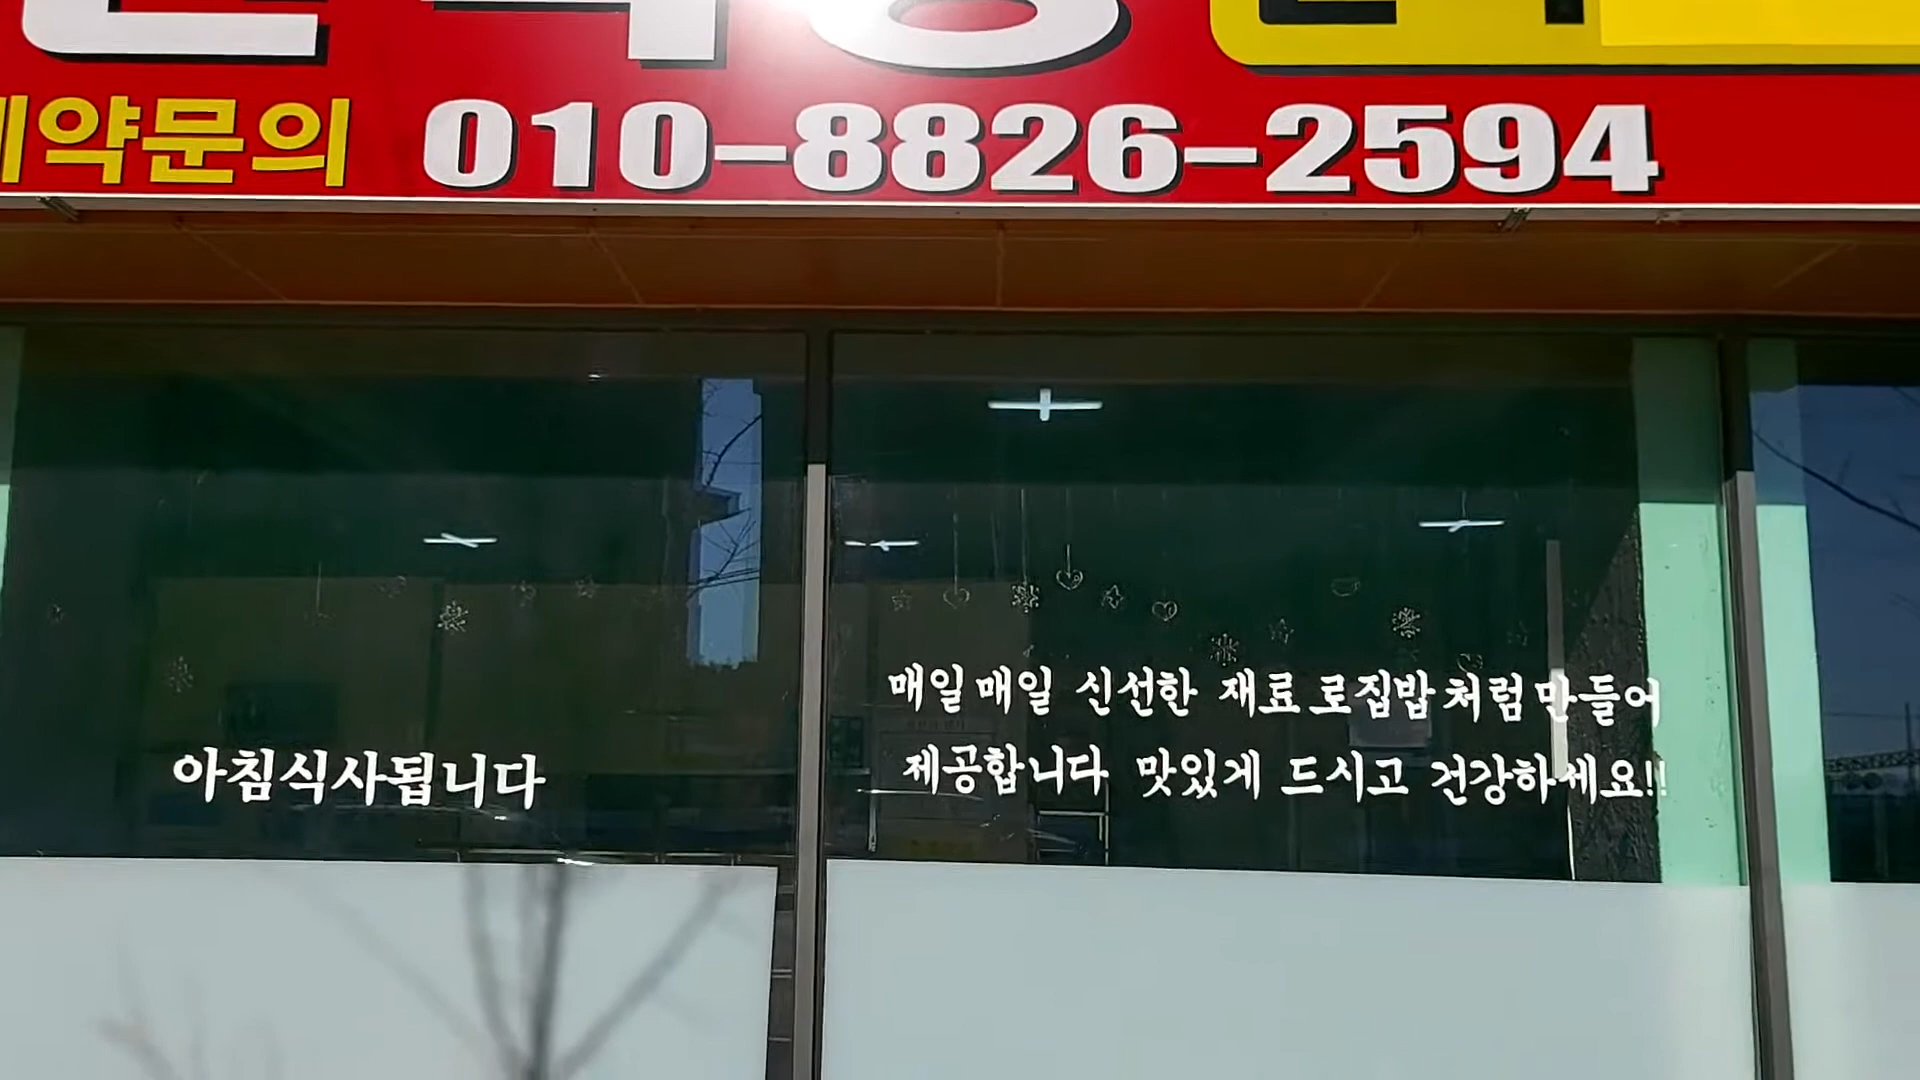 예약문의 010-8826-2594
매일매일 신선한 재료로집밥처럼만들어
아침식사됩니다
제공합니다 맛있게 드시고 건강하세요!!